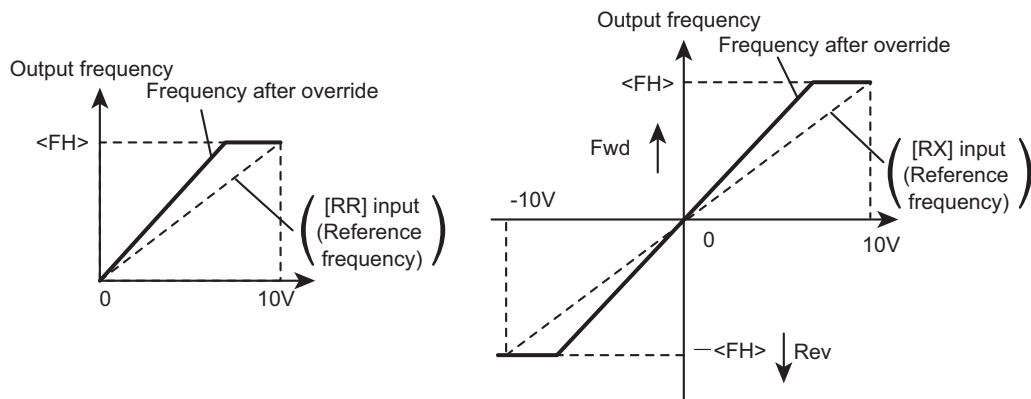 Output frequency
Frequency after override
<FH>
[RR] input
(Reference
frequency)
0
10V
Output frequency
Frequency after override
<FH>
Fwd
[RX] input
(Reference
frequency)
-10V
0
10V
—<FH>
Rev